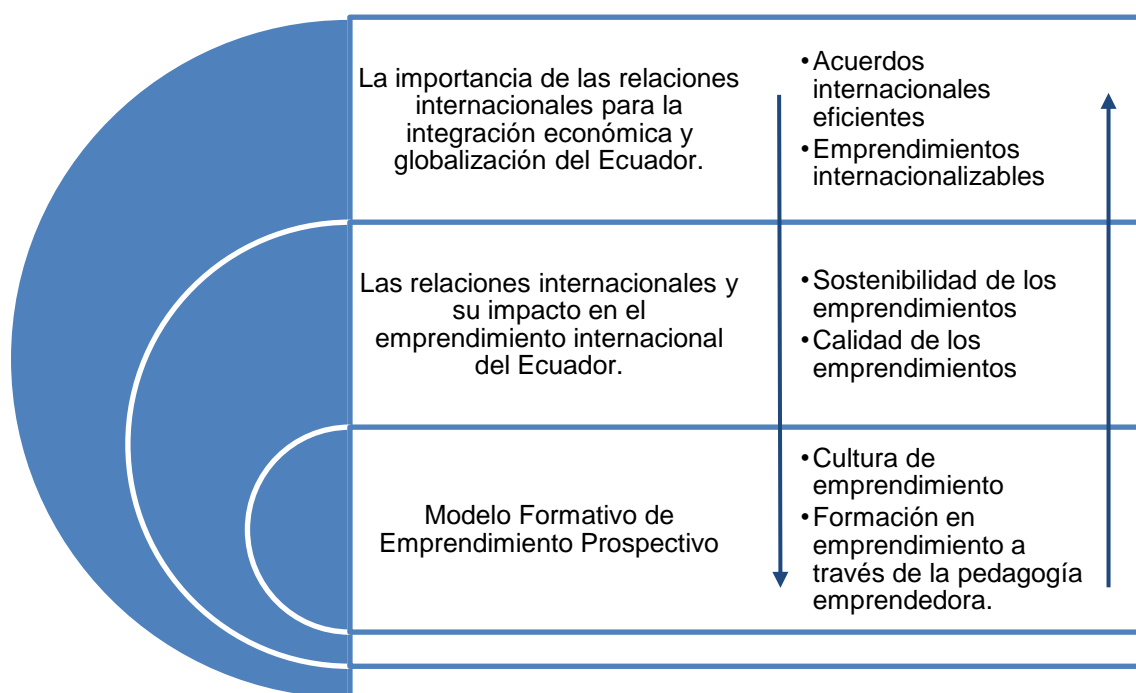 La importancia de las relaciones
internacionales para la
integración económica y
globalización del Ecuador.
•Acuerdos
internacionales
eficientes
•Emprendimientos
internacionalizables
Las relaciones internacionales y
su impacto en el
emprendimiento internacional
del Ecuador.
•Sostenibilidad de los
emprendimientos
•Calidad de los
emprendimientos
Modelo Formativo de
Emprendimiento Prospectivo
•Cultura de
emprendimiento
•Formación en
emprendimiento a
través de la pedagogía
emprendedora.